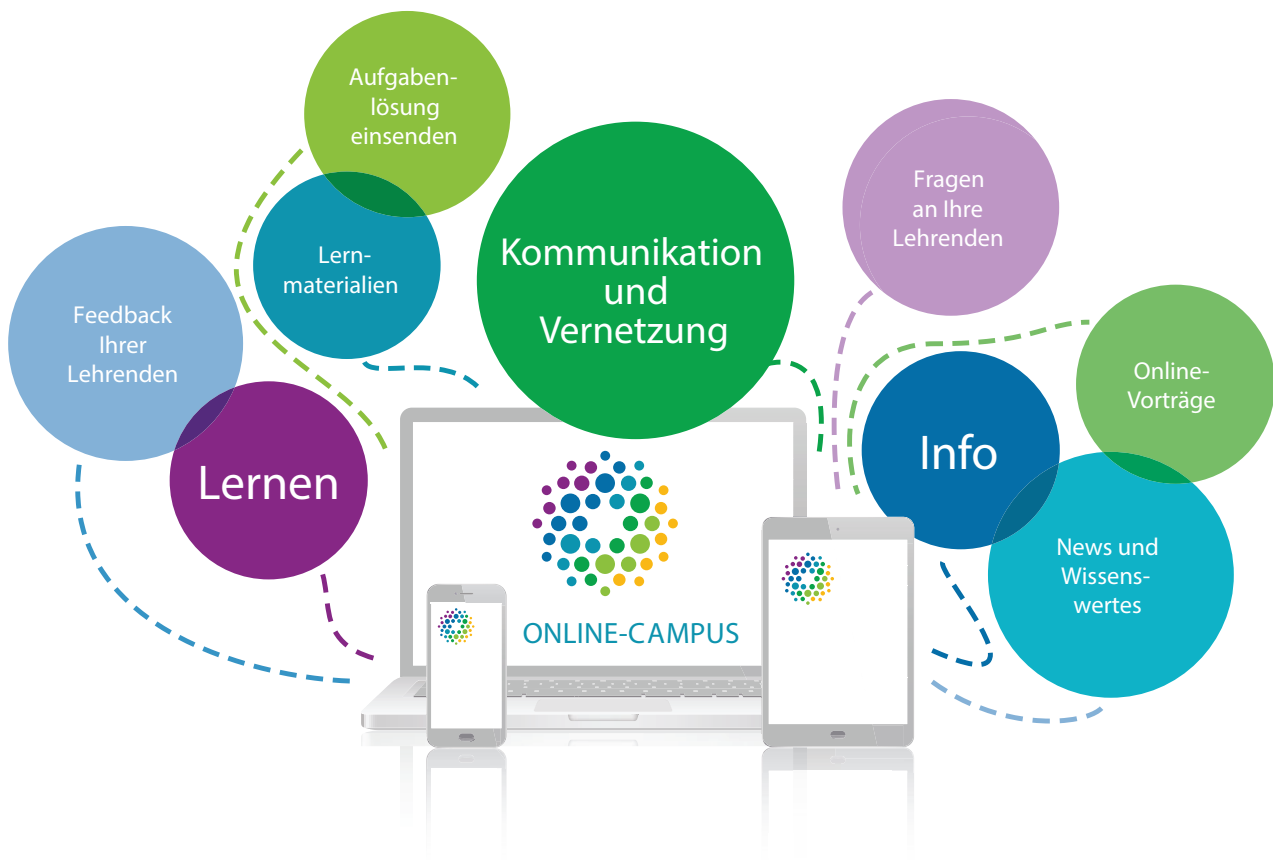 Aufgaben-
lösung
einsenden
Lern-
materialien
Feedback
Ihrer
Lehrenden
Lernen
Kommunikation
und
Vernetzung
Fragen
an Ihre
Lehrenden
Info
Online-
Vorträge
News und
Wissens-
wertes
ONLINE-CAMPUS